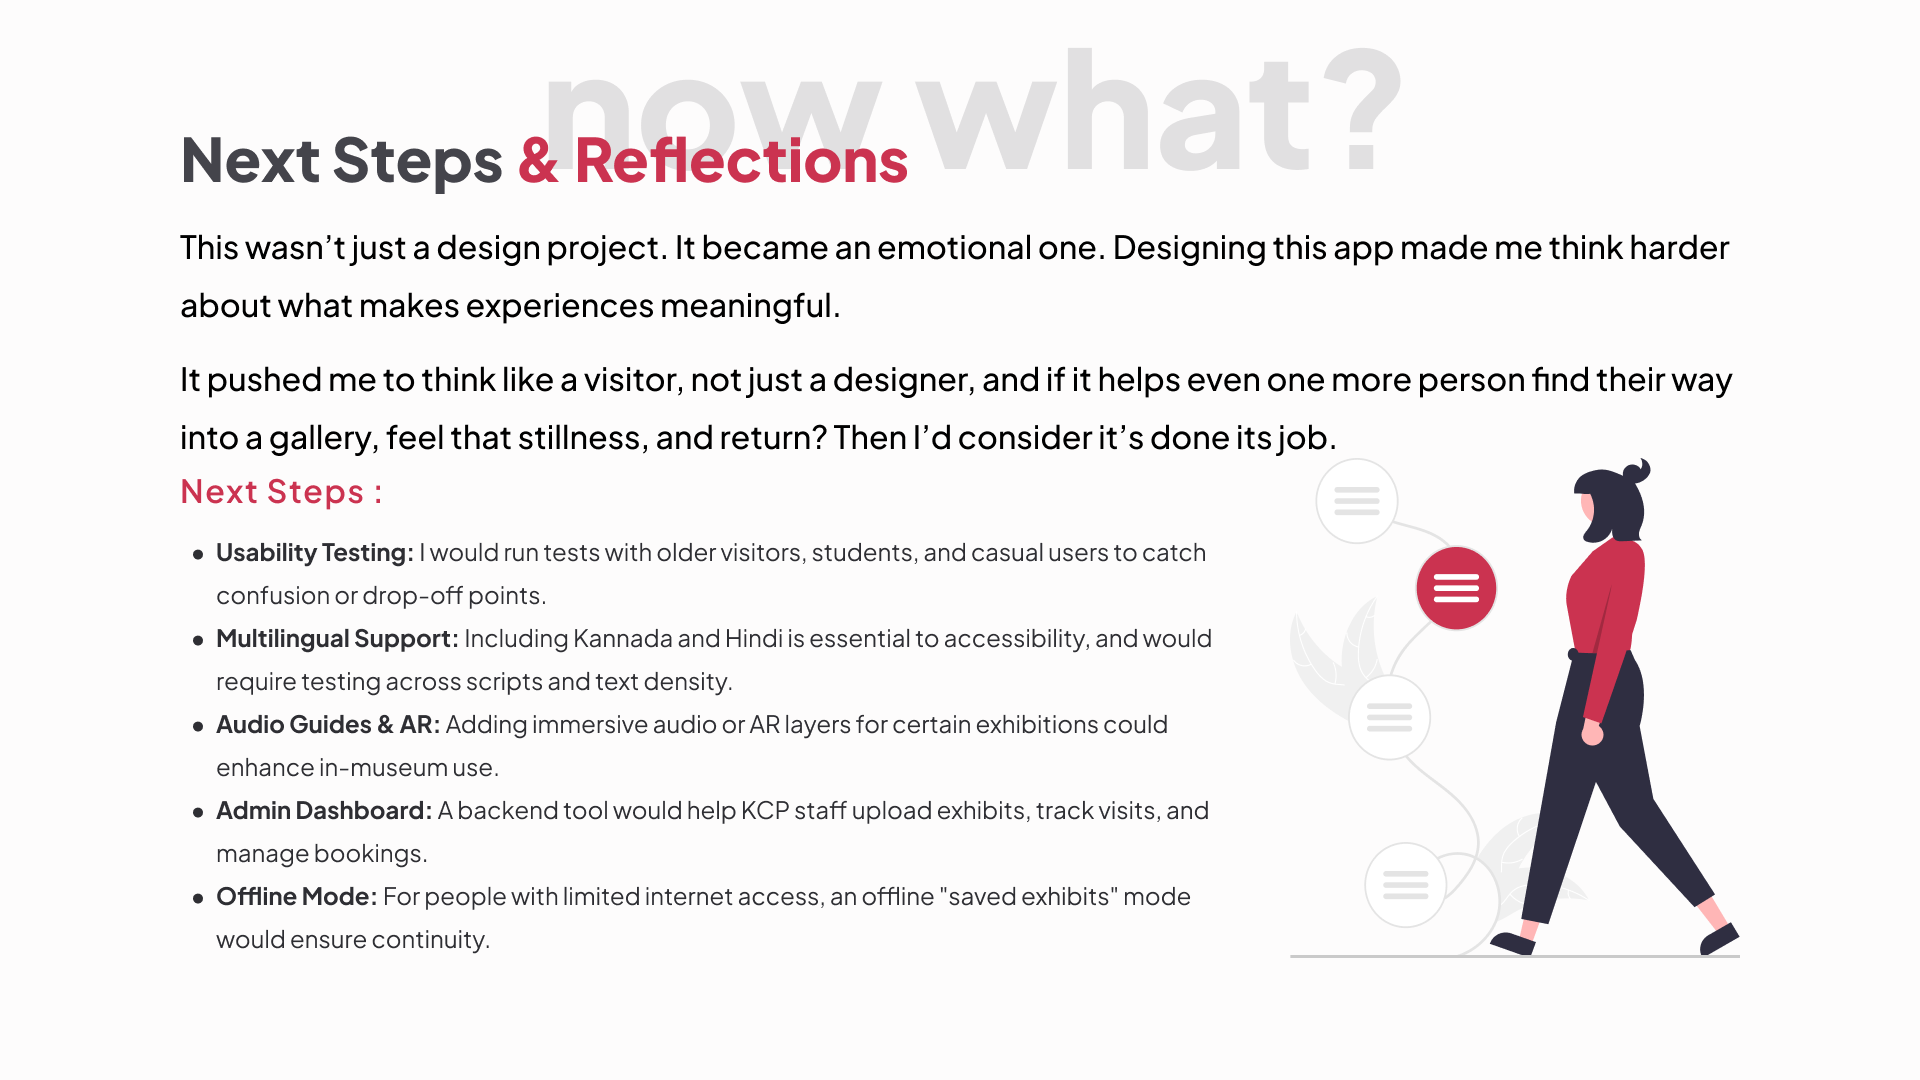 now what?
Next Steps & Reflections
This wasn’t just a design project. It became an emotional one. Designing this app made me think harder
about what makes experiences meaningful.
It pushed me to think like a visitor, not just a designer, and if it helps even one more person find their way
into a gallery, feel that stillness, and return? Then I’d consider it’s done its job.
Next Steps :
• Usability Testing: I would run tests with older visitors, students, and casual users to catch
confusion or drop-off points.
• Multilingual Support: Including Kannada and Hindi is essential to accessibility, and would
require testing across scripts and text density.
• Audio Guides & AR: Adding immersive audio or AR layers for certain exhibitions could
enhance in-museum use.
• Admin Dashboard: A backend tool would help KCP staff upload exhibits, track visits, and
manage bookings.
• Offline Mode: For people with limited internet access, an offline "saved exhibits" mode
would ensure continuity.